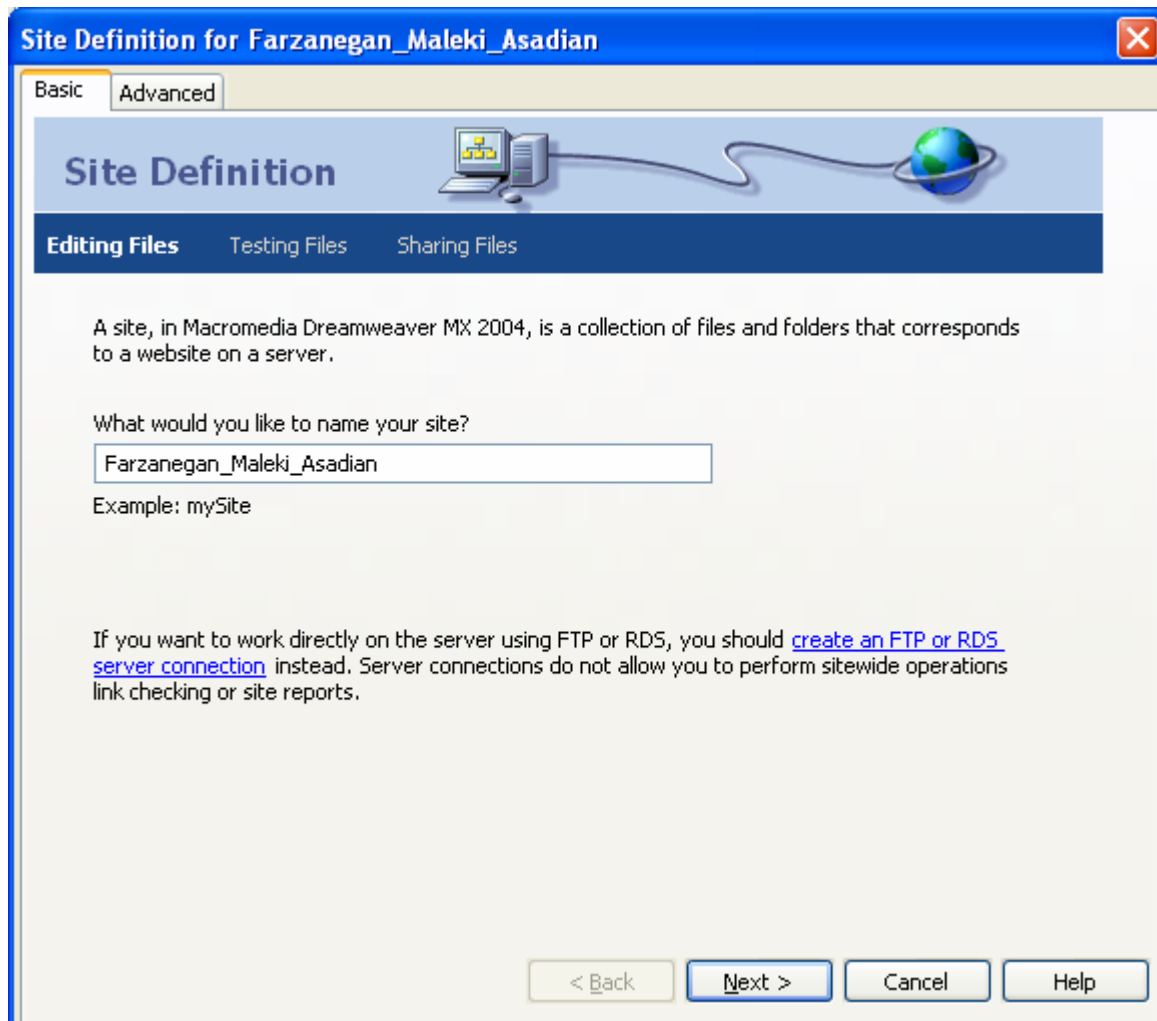 Site Definition for Farzanegan_Maleki_Asadian
Basic Advanced
Site Definition
Editing Files Testing Files Sharing Files
A site, in Macromedia Dreamweaver MX 2004, is a collection of files and folders that corresponds
to a website on a server.
What would you like to name your site?
Farzanegan_Maleki_Asadian
Example: mySite
If you want to work directly on the server using FTP or RDS, you should create an FTP or RDS
server connection instead. Server connections do not allow you to perform sitewide operations
link checking or site reports.
< Back Next > Cancel Help